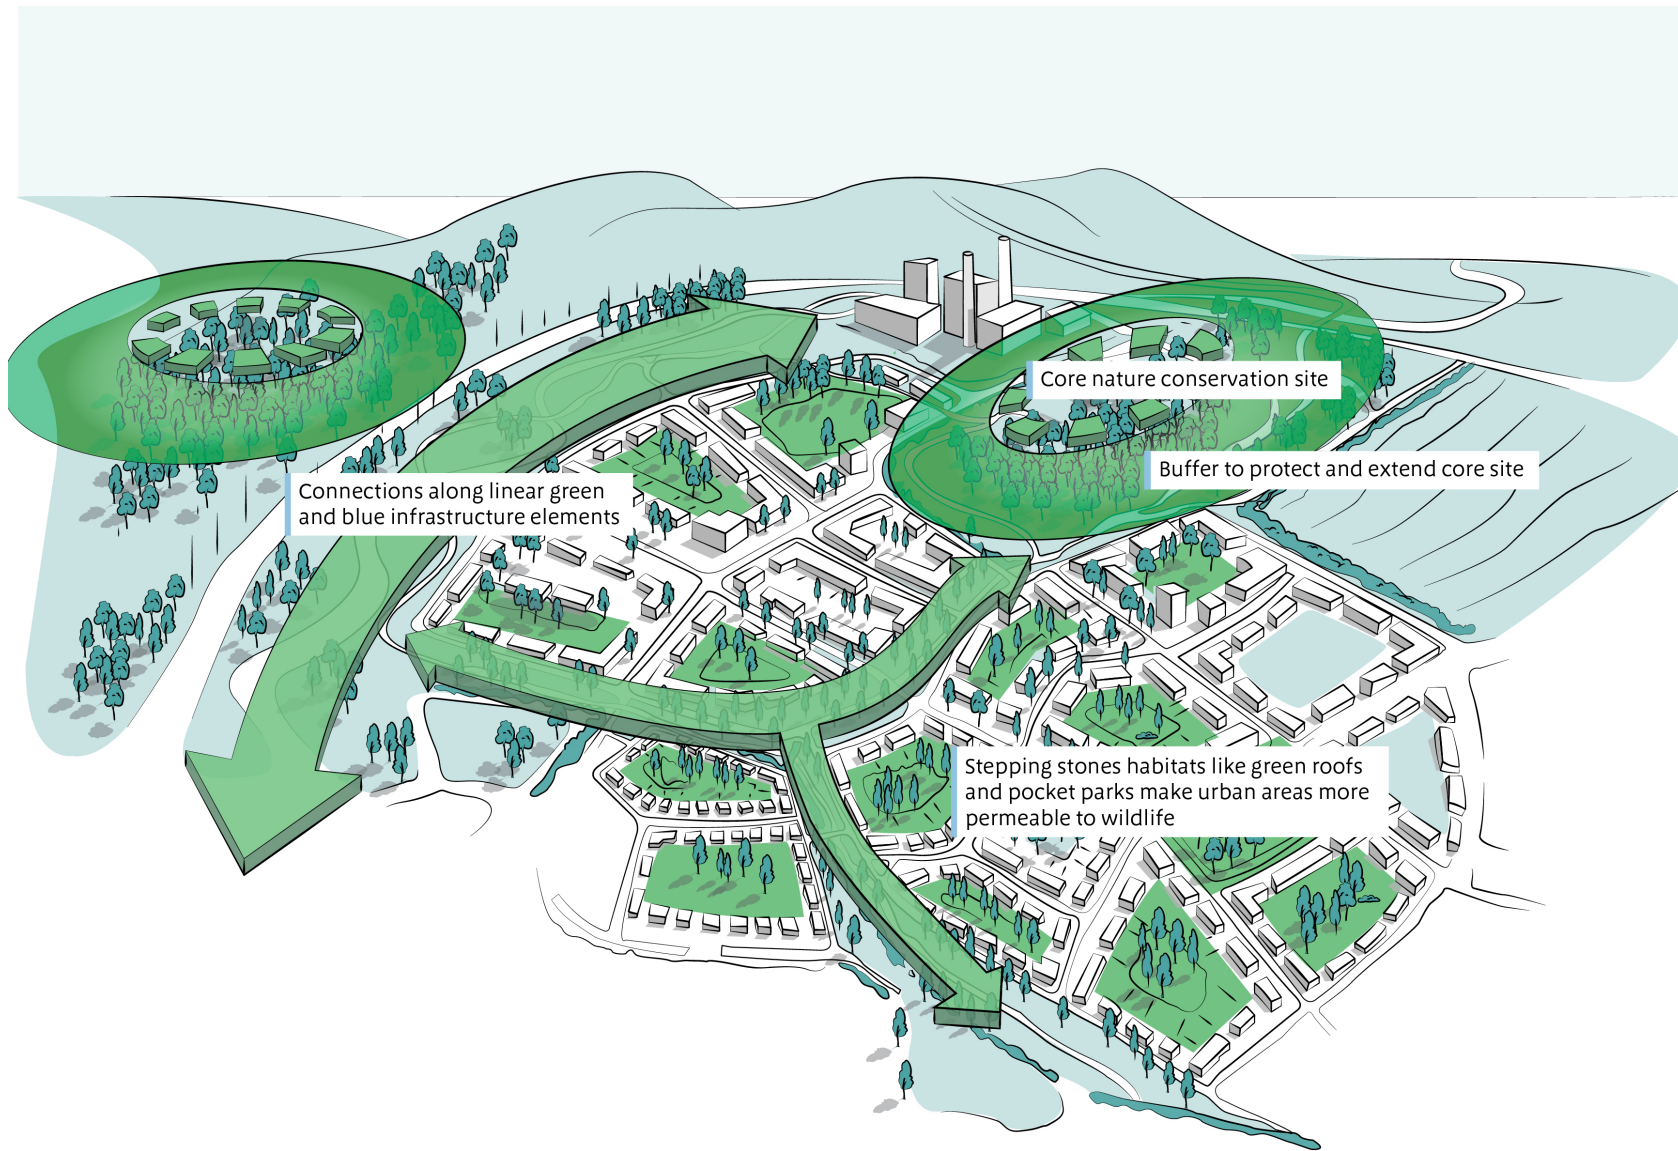 Core nature conservation site
Buffer to protect and extend core site
Connections along linear green
and blue infrastructure elements
Stepping stones habitats like green roofs
and pocket parks make urban areas more
permeable to wildlife